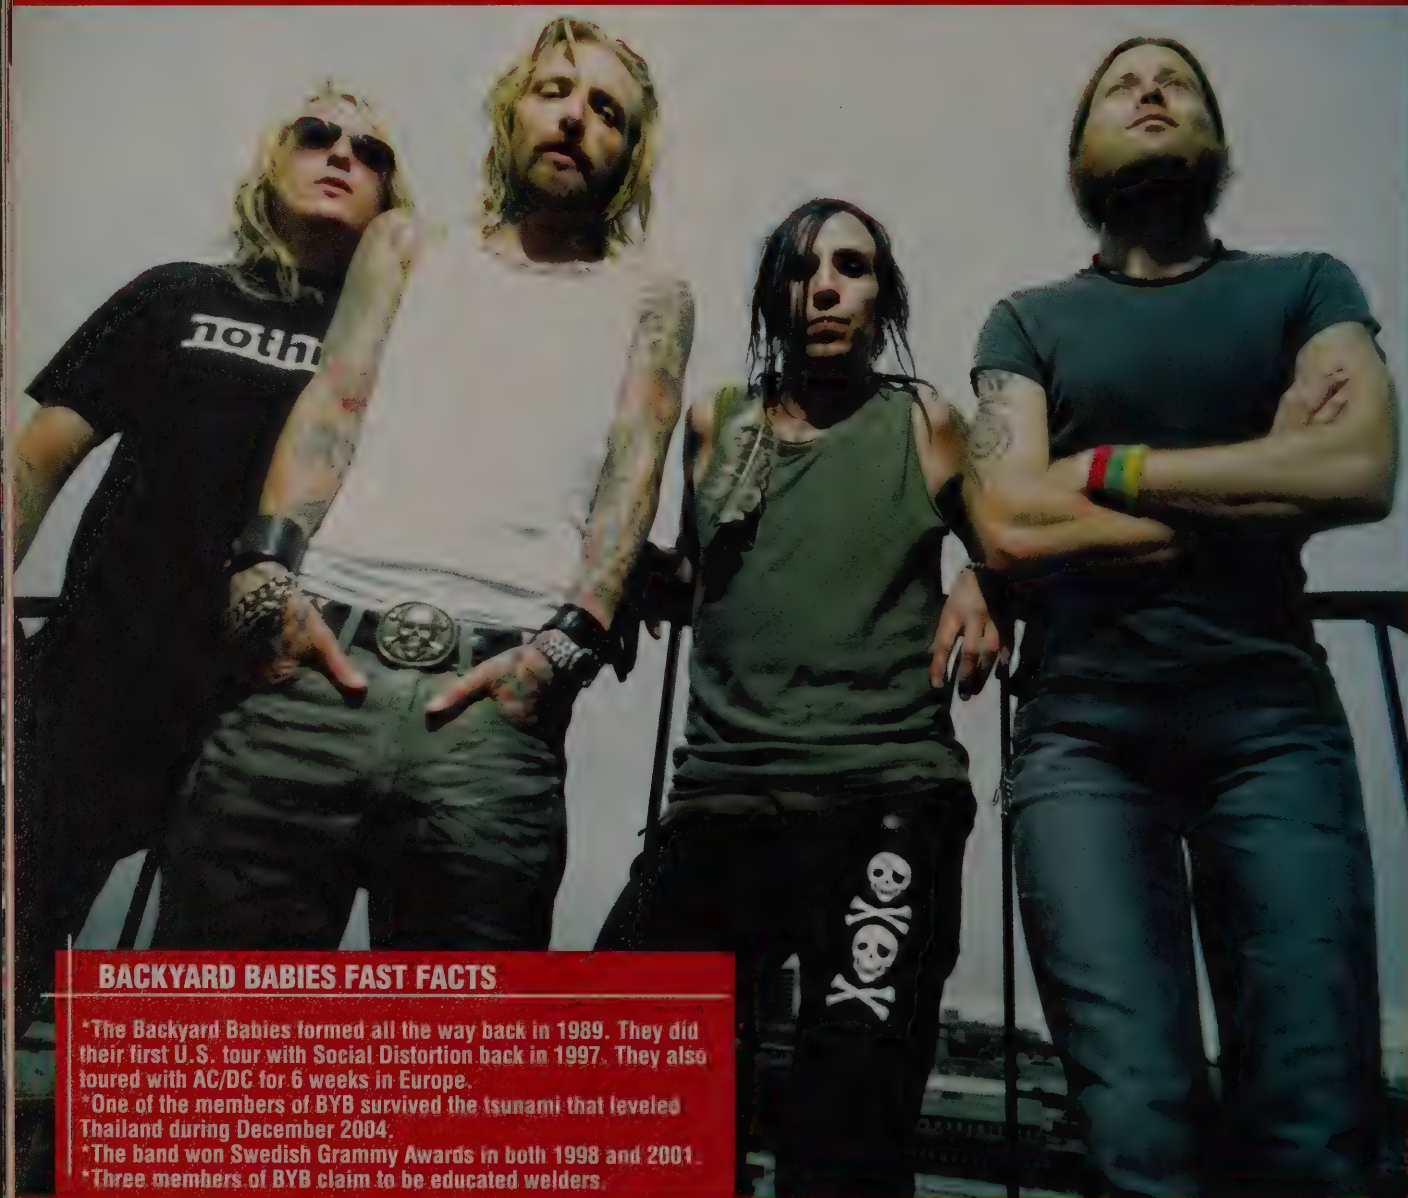 nothi
BACKYARD BABIES FAST FACTS
*The Backyard Babies formed all the way back in 1989. They did
their first U.S. tour with Social Distortion back in 1997. They also
toured with AC/DC for 6 weeks in Europe.
*One of the members of BYB survived the tsunami that leveled
Thailand during December 2004.
*The band won Swedish Grammy Awards in both 1998 and 2001.
*Three members of BYB claim to be educated welders.